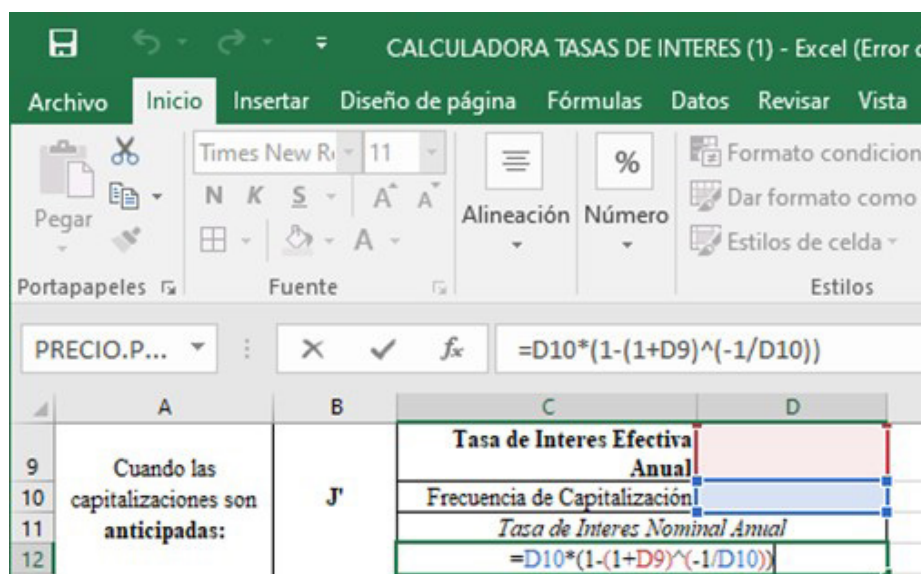 CALCULADORA TASAS DE INTERES (1) - Excel (Error
Archivo Inicio Insertar Diseño de página Fórmulas Datos Revisar Vista
Times New R 11
Formato condicion
Pegar
N K S A A
Alineación Número
%
Dar formato como
A
Estilos de celda
Portapapeles Fuente Estilos
PRECIO.P... fx =D10*(1-(1+D9)^(-1/D10))
A B C D
9 Tasa de Interes Efectiva
Anual
Cuando las
10 capitalizaciones son J' Frecuencia de Capitalización
11 anticipadas: Tasa de Interes Nominal Anual
12 =D10*(1-(1+D9)^(-1/D10))